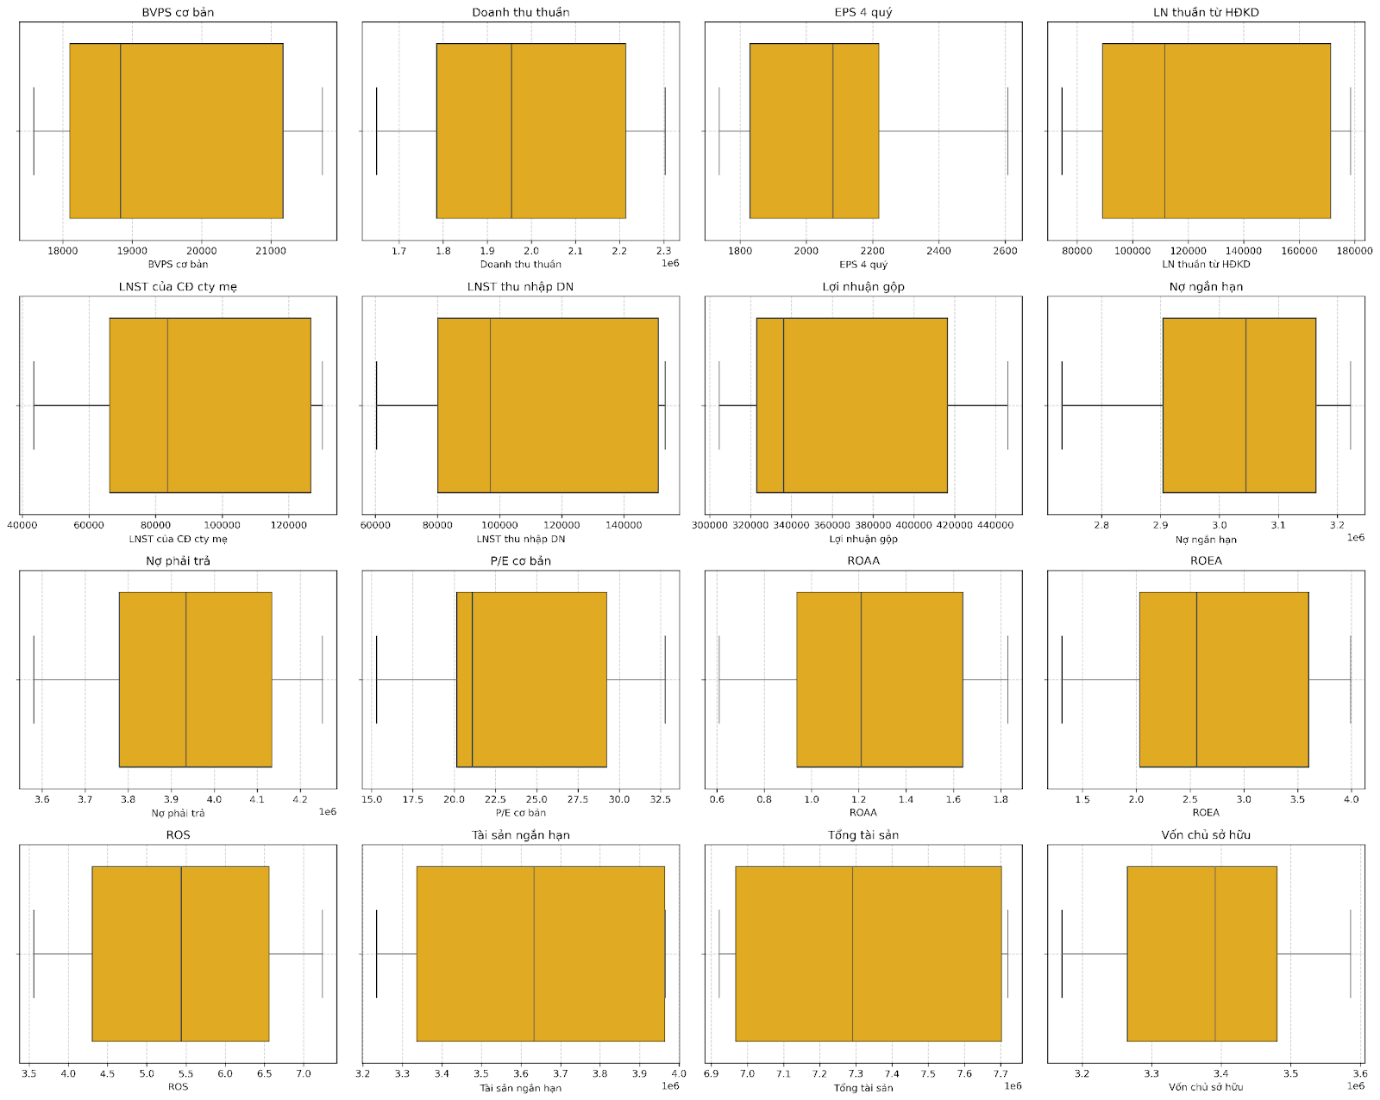 BVPS cơ bản
Doanh thu thuần
EPS 4 quý
LN thuần từ HĐKD
18000 19000 20000 21000
1.7 1.8 1.9 2.0 2.1 2.2 2.3
1800 2000 2200 2400 2600
80000 100000 120000 140000 160000 180000
BVPS cơ bản
Doanh thu thuần
1e6
EPS 4 quý
LN thuần từ HĐKD
LNST của CĐ cty mẹ
LNST thu nhập DN
Lợi nhuận gộp
Nợ ngắn hạn
40000 60000 80000 100000 120000
60000 80000 100000 120000 140000
300000 320000 340000 360000 380000 400000 420000 440000
2.8 2.9 3.0 3.1 3.2
LNST của CĐ cty mẹ
LNST thu nhập DN
Lợi nhuận gộp
Nợ ngắn hạn
1e6
Nợ phải trả
P/E cơ bản
ROAA
ROEA
3.6 3.7 3.8 3.9 4.0 4.1 4.2
15.0 17.5 20.0 22.5 25.0 27.5 30.0 32.5
0.6 0.8 1.0 1.2 1.4 1.6 1.8
1.5 2.0 2.5 3.0 3.5 4.0
Nợ phải trả
1e6
P/E cơ bản
ROAA
ROEA
ROS
Tài sản ngắn hạn
Tổng tài sản
Vốn chủ sở hữu
3.5 4.0 4.5 5.0 5.5 6.0 6.5 7.0
3.2 3.3 3.4 3.5 3.6 3.7 3.8 3.9 4.0
6.9 7.0 7.1 7.2 7.3 7.4 7.5 7.6 7.7
3.2 3.3 3.4 3.5 3.6
ROS
Tài sản ngắn hạn
1e6
Tổng tài sản
1e6
Vốn chủ sở hữu
1e6